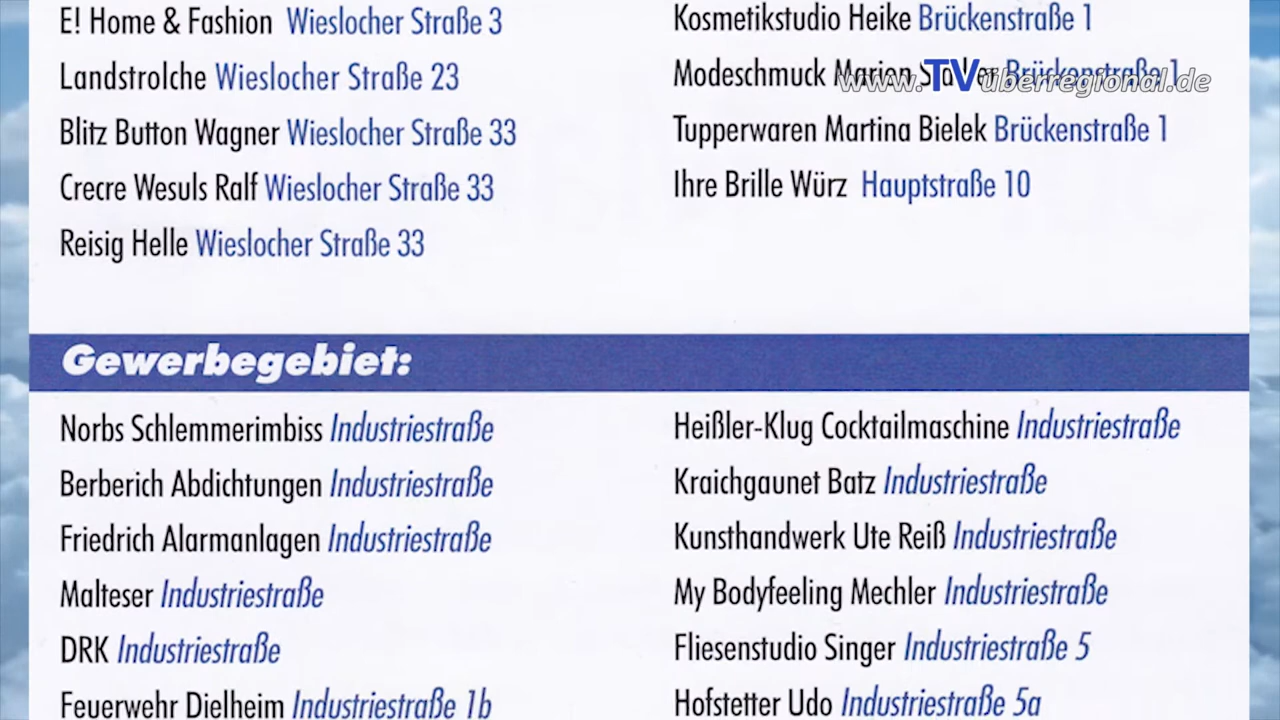 E! Home & Fashion Wieslocher Straße 3
Landstrolche Wieslocher Straße 23
Blitz Button Wagner Wieslocher Straße 33
Crecre Wesuls Ralf Wieslocher Straße 33
Reisig Helle Wieslocher Straße 33
Kosmetikstudio Heike Brückenstraße 1
Modeschmuck Marion Brückenstraße 1
www.TVüberregional.de
Tupperwaren Martina Bielek Brückenstraße 1
Ihre Brille Würz Hauptstraße 10
Gewerbegebiet:
Norbs Schlemmerimbiss Industriestraße
Berberich Abdichtungen Industriestraße
Friedrich Alarmanlagen Industriestraße
Malteser Industriestraße
DRK Industriestraße
Feuerwehr Dielheim Industriestraße 1b
Heißler-Klug Cocktailmaschine Industriestraße
Kraichgaunet Batz Industriestraße
Kunsthandwerk Ute Reiß Industriestraße
My Bodyfeeling Mechler Industriestraße
Fliesenstudio Singer Industriestraße 5
Hofstetter Udo Industriestraße 5a